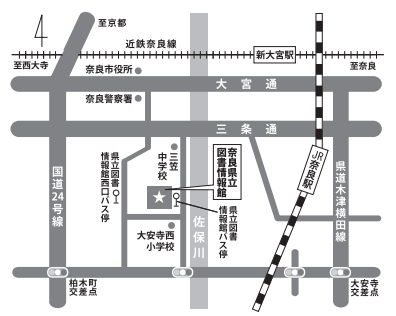 4
至京都
近鉄奈良線
新大宮駅
至西大寺
至奈良
奈良市役所
大宮通
奈良警察署
三条通
県立図書
情報館西口バス停
三笠
中学校
奈良県立
図書情報館
JR奈良駅
国道24号線
県道木津横田線
県立図書
情報館バス停
佐保川
大安寺西
小学校
柏木町
交差点
大安寺
交差点